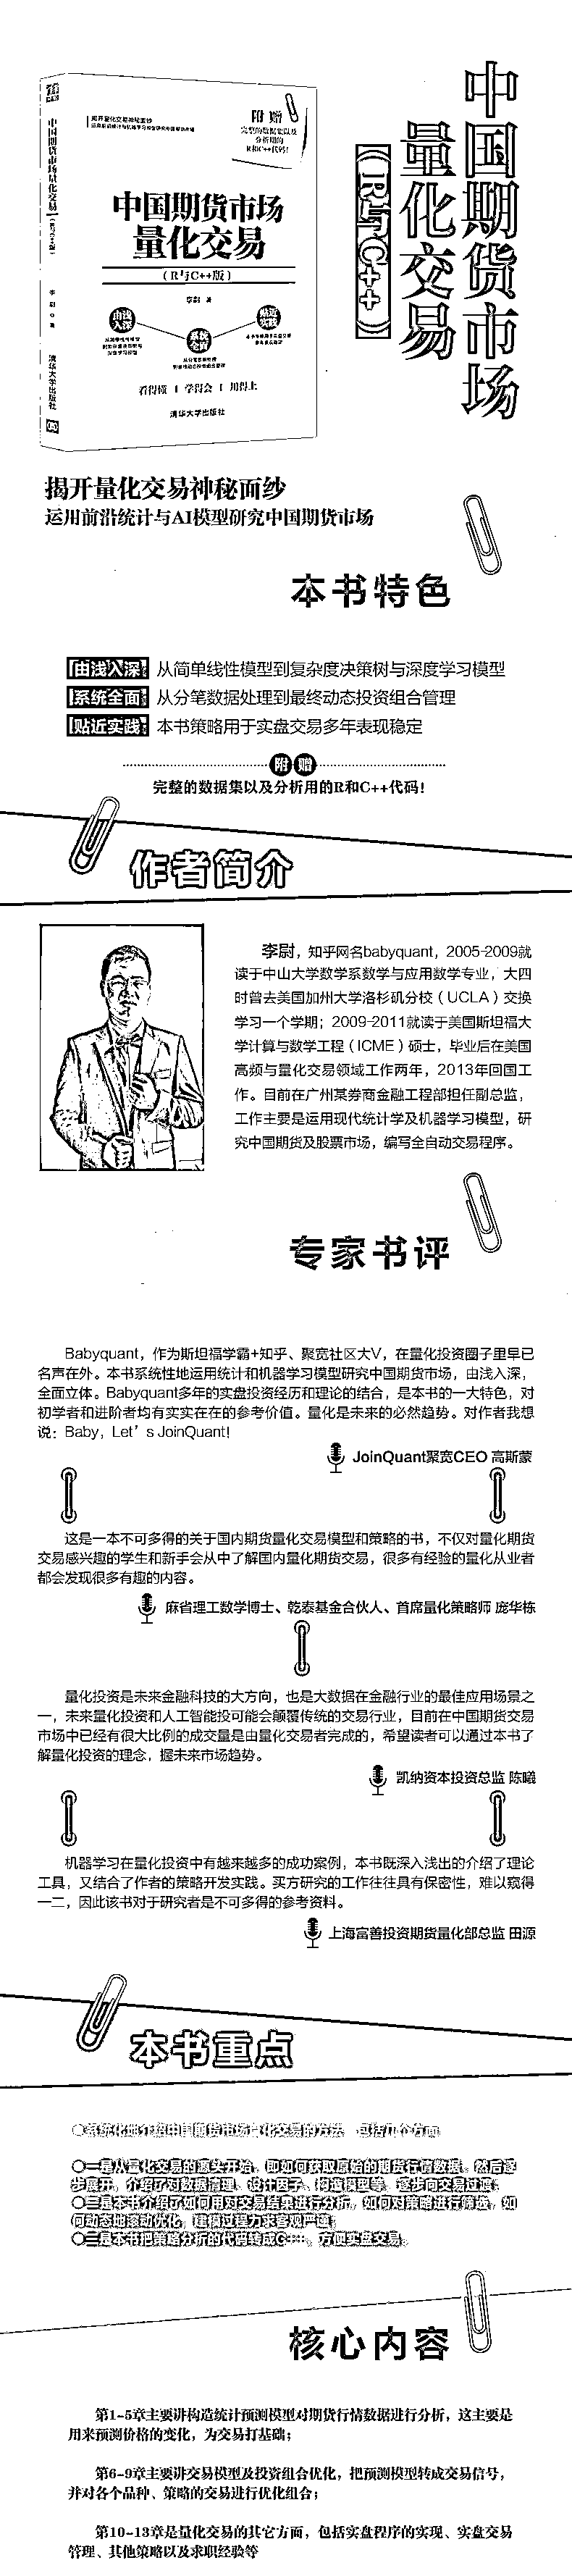 中国期货市场
量化交易
(R与C++)
附赠
完整的数据集以及
分析用的
R和C++代码!
中国期货市场
量化交易
(R与C++版)
李尉 著
由浅入深
系统全面
贴近实践
看得懂 | 学得会 | 用得上
清华大学出版社
中国期货市场量化交易(R与C++版)
李尉 ◎ 著
清华大学出版社
揭开量化交易神秘面纱
运用前沿统计与AI模型研究中国期货市场
本书特色
由浅入深 从简单线性模型到复杂度决策树与深度学习模型
系统全面 从分笔数据处理到最终动态投资组合管理
贴近实践 本书策略用于实盘交易多年表现稳定
附赠
完整的数据集以及分析用的R和C++代码!
作者简介
李尉,知乎网名babyquant,2005-2009就
读于中山大学数学系数学与应用数学专业,大四
时曾去美国加州大学洛杉矶分校(UCLA)交换
学习一个学期;2009-2011就读于美国斯坦福大
学计算与数学工程(ICME)硕士,毕业后在美国
高频与量化交易领域工作两年,2013年回国工
作。目前在广州某券商金融工程部担任副总监,
工作主要是运用现代统计学及机器学习模型,研
究中国期货及股票市场,编写全自动交易程序。
专家书评
Babyquant,作为斯坦福学霸+知乎、聚宽社区大V,在量化投资圈子里早已
名声在外。本书系统性地运用统计和机器学习模型研究中国期货市场,由浅入深,
全面立体。Babyquant多年的实盘投资经历和理论的结合,是本书的一大特色,对
初学者和进阶者均有实实在在的参考价值。量化是未来的必然趋势。对作者我想
说:Baby,Let's JoinQuant!
JoinQuant聚宽CEO 高斯蒙
这是一本不可多得的关于国内期货量化交易模型和策略的书,不仅对量化期货
交易感兴趣的学生和新手会从中了解国内量化期货交易,很多有经验的量化从业者
都会发现很多有趣的内容。
麻省理工数学博士、乾泰基金合伙人、首席量化策略师 庞华栋
量化投资是未来金融科技的大方向,也是大数据在金融行业的最佳应用场景之
一,未来量化投资和人工智能投可能会颠覆传统的交易行业,目前在中国期货交易
市场中已经有很大比例的成交量是由量化交易者完成的,希望读者可以通过本书了
解量化投资的理念,握未来市场趋势。
凯纳资本投资总监 陈曦
机器学习在量化投资中有越来越多的成功案例,本书既深入浅出的介绍了理论
工具,又结合了作者的策略开发实践。买方研究的工作往往具有保密性,难以窥得
一二,因此该书对于研究者是不可多得的参考资料。
上海富善投资期货量化部总监 田源
本书重点
○系统化地介绍中国期货市场量化交易的方法,包括几个方面
○一是从量化交易的源头开始,即如何获取原始的期货行情数据,然后逐
步展开,介绍了对数据清理、设计因子、构造模型等,逐步向交易过渡;
○二是本书介绍了如何用对交易结果进行分析,如何对策略进行筛选,如
何动态地滚动优化,建模过程力求客观严谨;
○三是本书把策略分析的代码转成C++,方便实盘交易。
核心内容
第1-5章主要讲构造统计预测模型对期货行情数据进行分析,这主要是
用来预测价格的变化,为交易打基础;
第6-9章主要讲交易模型及投资组合优化,把预测模型转成交易信号,
并对各个品种、策略的交易进行优化组合;
第10-13章是量化交易的其它方面,包括实盘程序的实现、实盘交易
管理、其他策略以及求职经验等